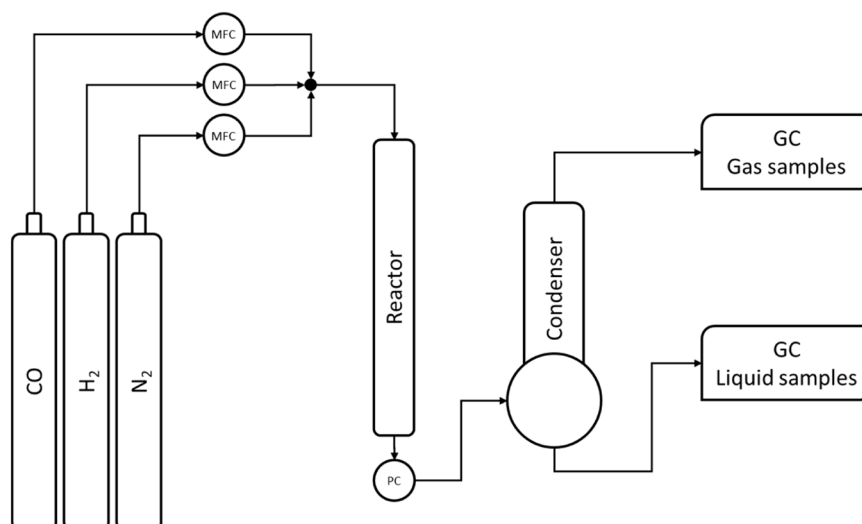 MFC
MFC
MFC
CO
H₂
N₂
Reactor
PC
Condenser
GC
Gas samples
GC
Liquid samples